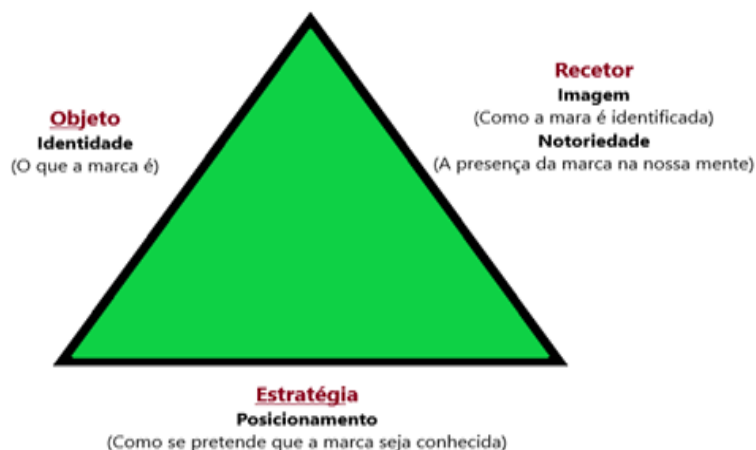 Objeto
Identidade
(O que a marca é)
Recetor
Imagem
(Como a mara é identificada)
Notoriedade
(A presença da marca na nossa mente)
Estratégia
Posicionamento
(Como se pretende que a marca seja conhecida)